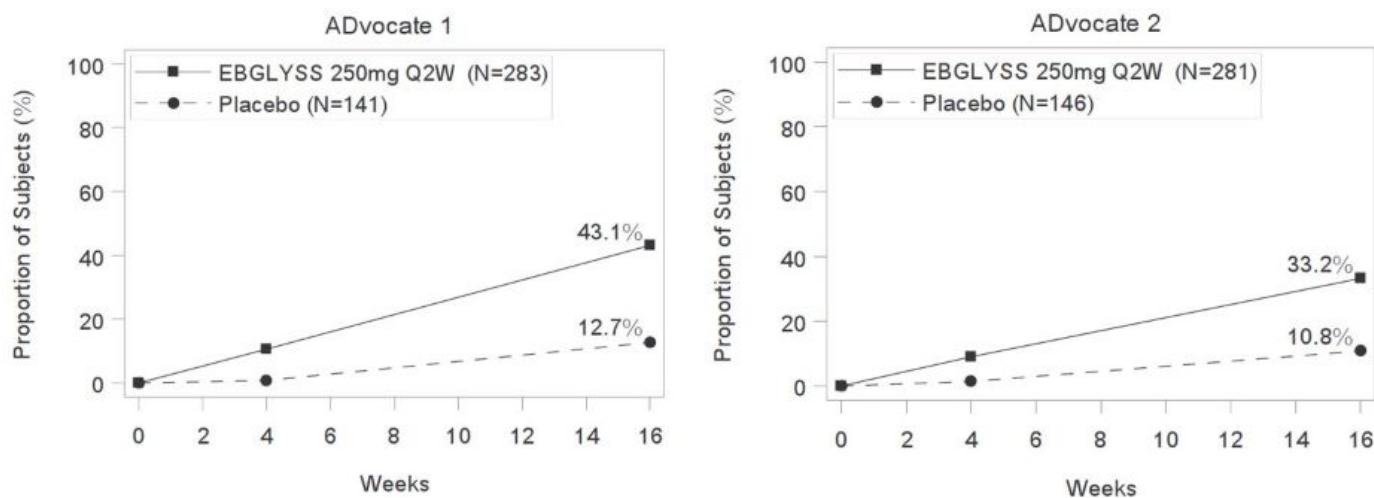 ADvocate 1
EBGLYSS 250mg Q2W (N=283)
Placebo (N=141)
Proportion of Subjects (%)
100
80
60
40
20
0
43.1%
12.7%
0 2 4 6 8 10 12 14 16
Weeks
ADvocate 2
EBGLYSS 250mg Q2W (N=281)
Placebo (N=146)
Proportion of Subjects (%)
100
80
60
40
20
0
33.2%
10.8%
0 2 4 6 8 10 12 14 16
Weeks